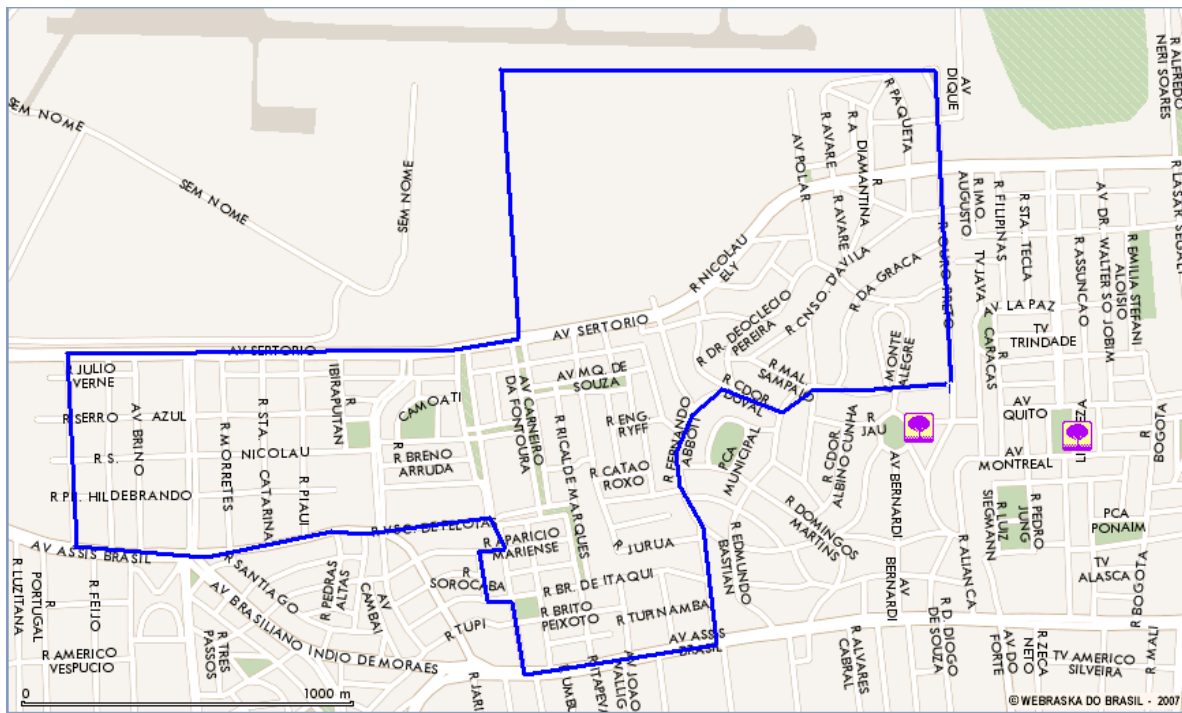 AV DIQUE
R ALFREDO NERI SOARES
R PAQUETA
SEM NOME
R AVARE
R A. DIAMANTINA
R
AV POLAR
SEM NOME
SEM NOME
R LASAR SEGALL
R IMO. AUGUSTO
R FILIPINAS
R STA. TECLA
AV DR. WALTER SO JOBIM
R AVARE
R OURO PRETO
R ASSUNCAO
R EMILIA STEFANI
ALOISIO
R NICOLAU ELY
R CNSO. D'AVILA
R DA GRACA
TV JAVA
AV LA PAZ
AV SERTORIO
R DR. DEOCLECIO PEREIRA
TV TRINDADE
AV SERTORIO
R JULIO VERNE
IBIRAPUITAN
AV MQ. DE SOUZA
R MAL. SAMPAIO
R MONTE ALEGRE
A. CARACAS
R
CAMOATI
AV CARNEIRO DA FONTOURA
R CDOR DUVAL
AV QUITO
R SERRO AZUL
AV BRINO
R STA. CATARINA
R ENG. RYFF
R FERNANDO ABBOTT
R JAU
BOGOTA
R MORRETES
NICOLAU
R S.
R BRENO ARRUDA
R RICALDE MARQUES
PCA MUNICIPAL
R CDOR ALBINO CUNHA
AV MONTREAL
R CATAO ROXO
R PIAUI
AV BERNARDI
HILDEBRANDO
R DOMINGOS MARTINS
R LUIZ SIEGMANN
R PEDRO JUNG
PCA PONAIM
R VSC. DE PELOTAS
R APARICIO MARIENSE
R JURUA
R EDMUNDO BASTIAN
AV ASSIS BRASIL
R SANTIAGO
R SOROCABA
R BR. DE ITAQUI
AV BERNARDI
R ALIANCA
TV ALASCA
R LUZITANA
PORTUGAL
R
R FEIJO
R PEDRAS ALTAS
AV CAMBAI
R BRITO PEIXOTO
R TUPINAMBA
R D. DIOGO DE SOUZA
R BOGOTA
AV BRASILIANO INDIO DE MORAES
R TUPI
AV ASSIS BRASIL
R AMERICO VESPUCIO
R TRES PASSOS
R ALVARES CABRAL
AV DO FORTE
R ZECA NETO
TV AMERICO SILVEIRA
R MALI
R JARI
R ITAPEVA
AV JOAO WALLIG
0 1000 m
© WEBRASKA DO BRASIL - 2007